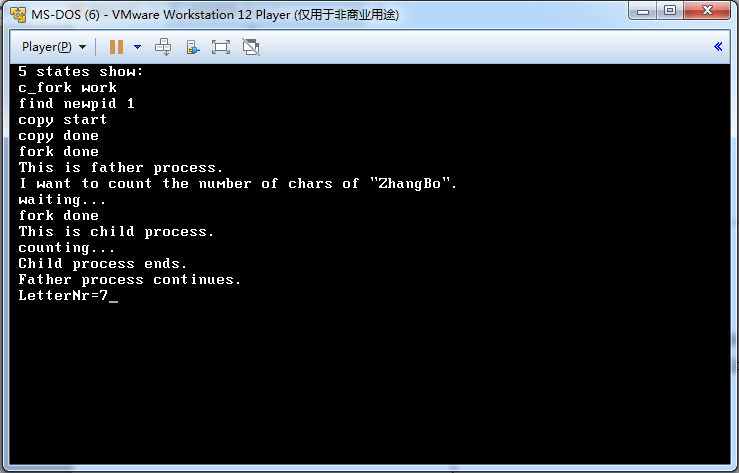 MS-DOS (6) - VMware Workstation 12 Player (仅用于非商业用途)
Player(P)
5 states show:
c_fork work
find newpid 1
copy start
copy done
fork done
This is father process.
I want to count the number of chars of "ZhangBo".
waiting...
fork done
This is child process.
counting...
Child process ends.
Father process continues.
LetterNr=7_